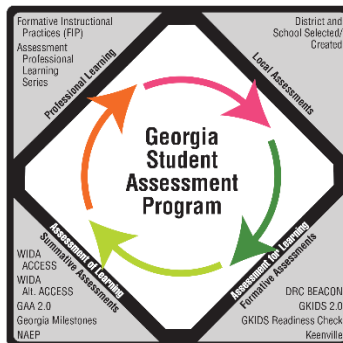 Formative Instructional
Practices (FIP)
Assessment
Professional
Learning
Series
Professional Learning
District and
School Selected/
Created
Local Assessments
Georgia
Student
Assessment
Program
Assessment of Learning
Summative Assessments
WIDA
ACCESS
WIDA
Alt. ACCESS
GAA 2.0
Georgia Milestones
NAEP
Assessment for Learning
Formative Assessments
DRC BEACON
GKIDS 2.0
GKIDS Readiness Check
Keenville